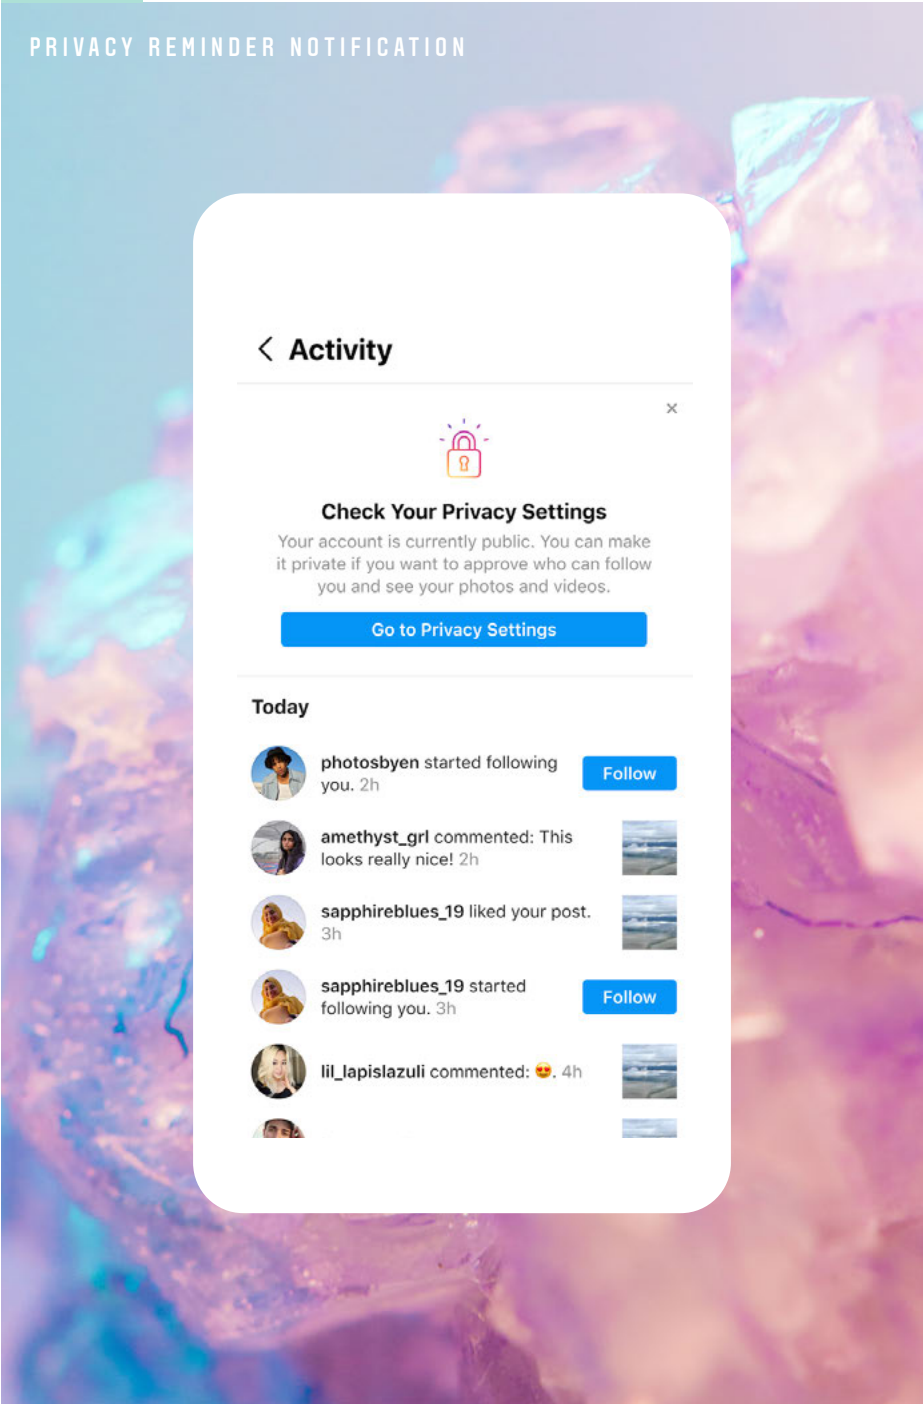 PRIVACY REMINDER NOTIFICATION
Activity
Check Your Privacy Settings
Your account is currently public. You can make
it private if you want to approve who can follow
you and see your photos and videos.
Go to Privacy Settings
Today
photosbyen started following
you. 2h
Follow
amethyst_grl commented: This
looks really nice! 2h
sapphireblues_19 liked your post.
3h
sapphireblues_19 started
following you. 3h
Follow
lil_lapislazuli commented: 😍. 4h